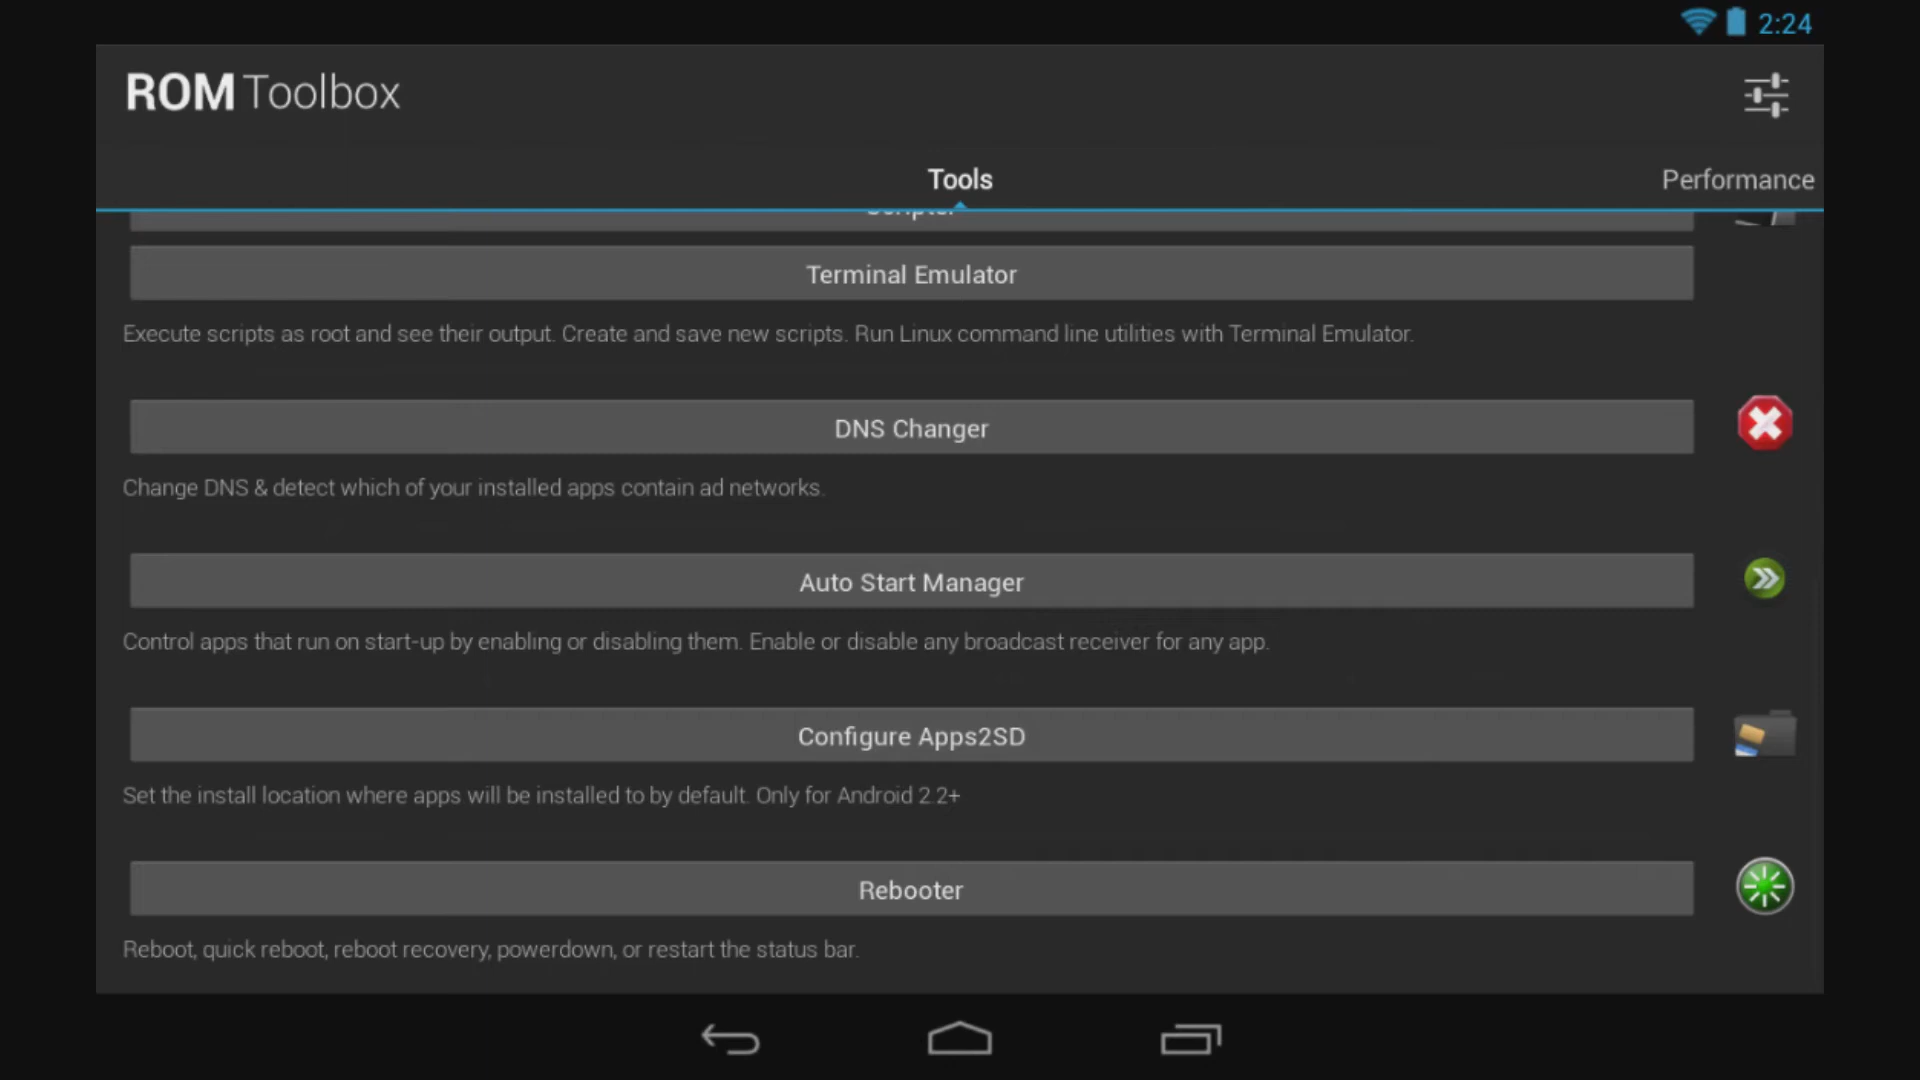 2:24
ROM Toolbox
Tools
Performance
Terminal Emulator
Execute scripts as root and see their output. Create and save new scripts. Run Linux command line utilities with Terminal Emulator.
DNS Changer
Change DNS & detect which of your installed apps contain ad networks.
Auto Start Manager
Control apps that run on start-up by enabling or disabling them. Enable or disable any broadcast receiver for any app.
Configure Apps2SD
Set the install location where apps will be installed to by default. Only for Android 2.2+
Rebooter
Reboot, quick reboot, reboot recovery, powerdown, or restart the status bar.